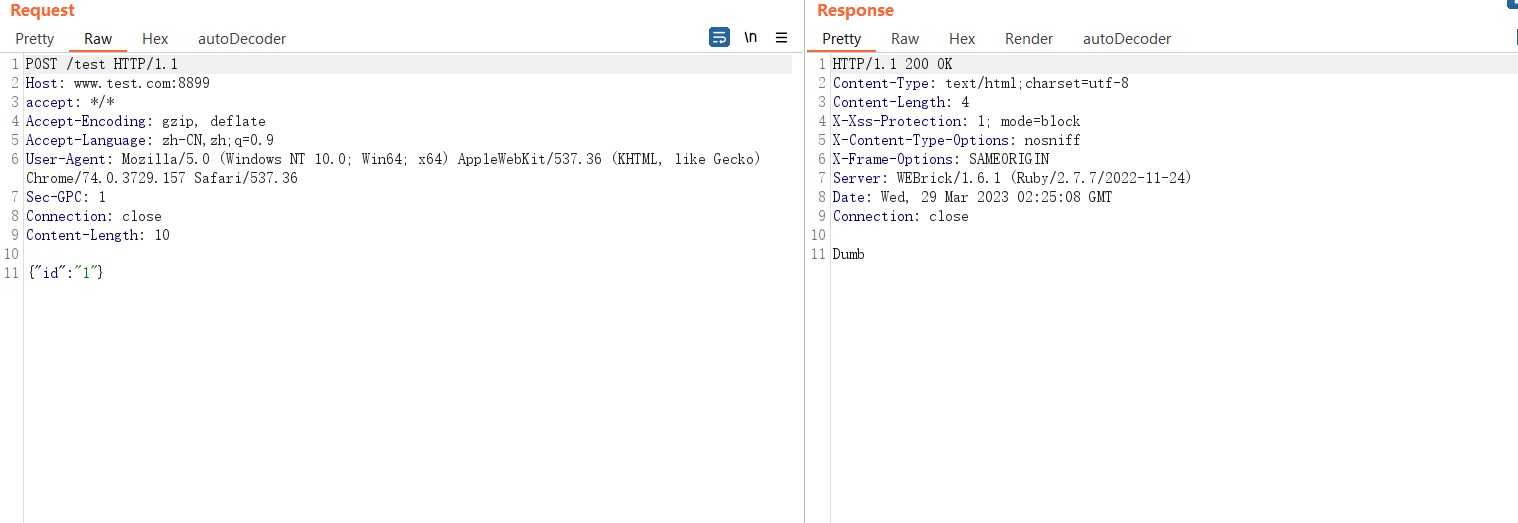 Request
Pretty Raw Hex autoDecoder \n
1 POST /test HTTP/1.1
2 Host: www.test.com:8899
3 accept: */*
4 Accept-Encoding: gzip, deflate
5 Accept-Language: zh-CN,zh;q=0.9
6 User-Agent: Mozilla/5.0 (Windows NT 10.0; Win64; x64) AppleWebKit/537.36 (KHTML, like Gecko)
Chrome/74.0.3729.157 Safari/537.36
7 Sec-GPC: 1
8 Connection: close
9 Content-Length: 10
10
11 {"id":"1"}
Response
Pretty Raw Hex Render autoDecoder
1 HTTP/1.1 200 OK
2 Content-Type: text/html;charset=utf-8
3 Content-Length: 4
4 X-Xss-Protection: 1; mode=block
5 X-Content-Type-Options: nosniff
6 X-Frame-Options: SAMEORIGIN
7 Server: WEBrick/1.6.1 (Ruby/2.7.7/2022-11-24)
8 Date: Wed, 29 Mar 2023 02:25:08 GMT
9 Connection: close
10
11 Dumb